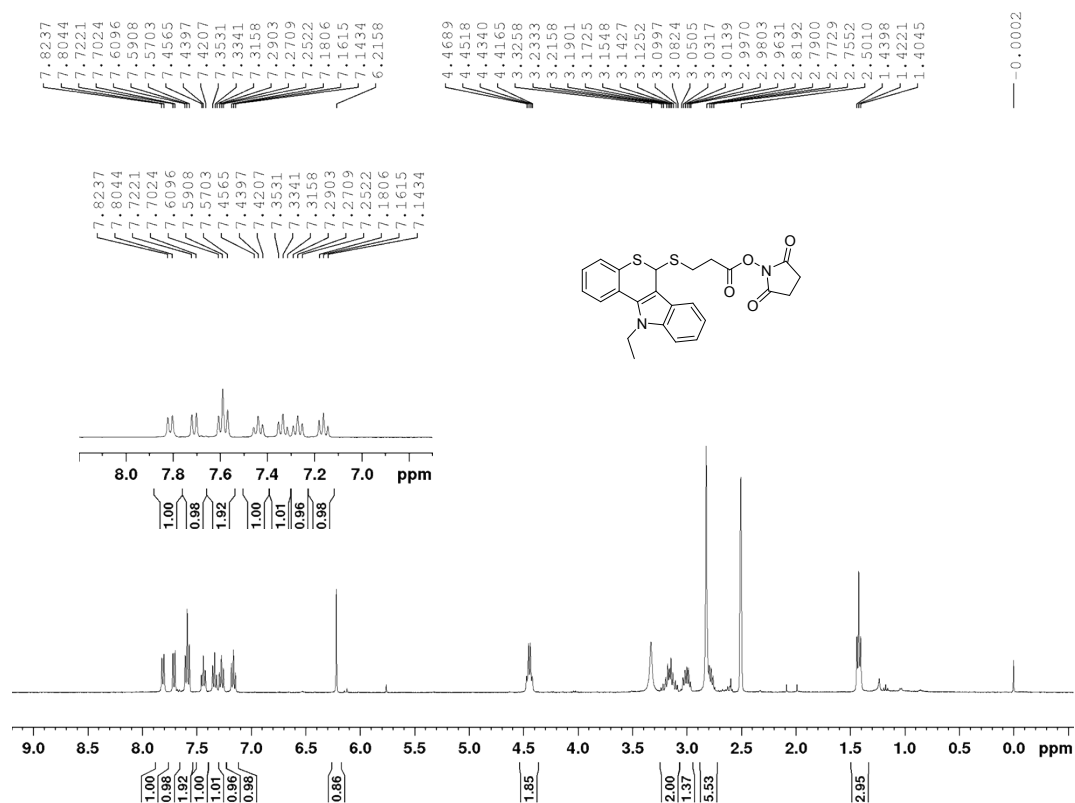 7.8237 7.8044 7.7221 7.7024 7.6096 7.5908 7.5703 7.4565 7.4397 7.4207 7.3531 7.3341 7.3158 7.2903 7.2709 7.2522 7.1806 7.1615 7.1434 6.2158 4.4689 4.4518 4.4340 4.4165 3.3258 3.2333 3.2158 3.1901 3.1725 3.1548 3.1427 3.1252 3.0997 3.0824 3.0505 3.0317 3.0139 2.9970 2.9803 2.9631 2.8192 2.7900 2.7729 2.7552 2.5010 1.4398 1.4221 1.4045 -0.0002
7.8237 7.8044 7.7221 7.7024 7.6096 7.5908 7.5703 7.4565 7.4397 7.4207 7.3531 7.3341 7.3158 7.2903 7.2709 7.2522 7.1806 7.1615 7.1434
O
S S O N
O O
N
8.0 7.8 7.6 7.4 7.2 7.0 ppm
1.00 0.98 1.92 1.00 1.01 0.96 0.98
9.0 8.5 8.0 7.5 7.0 6.5 6.0 5.5 5.0 4.5 4.0 3.5 3.0 2.5 2.0 1.5 1.0 0.5 0.0 ppm
1.00 0.98 1.92 1.00 1.01 0.96 0.98 0.86 1.85 2.00 1.37 5.53 2.95